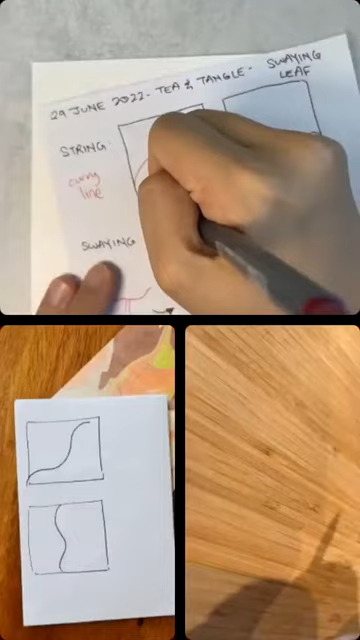 29 JUNE 2022 - TEA & TANGLE - SWAYING
LEAF
STRING:
curvy
line
SWAYING